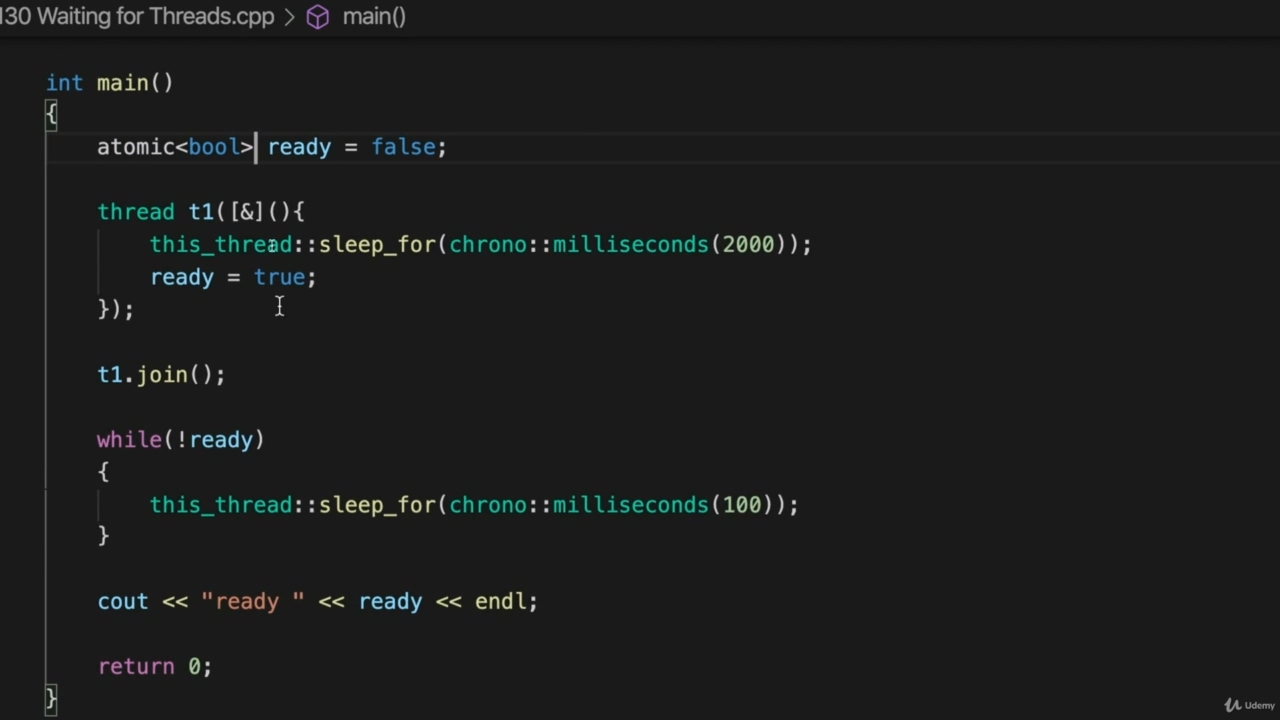 130 Waiting for Threads.cpp > main()
int main()
{
atomic<bool> ready = false;
thread t1([&](){
this_thread::sleep_for(chrono::milliseconds(2000));
ready = true;
});
t1.join();
while(!ready)
{
this_thread::sleep_for(chrono::milliseconds(100));
}
cout << "ready " << ready << endl;
return 0;
}
Udemy